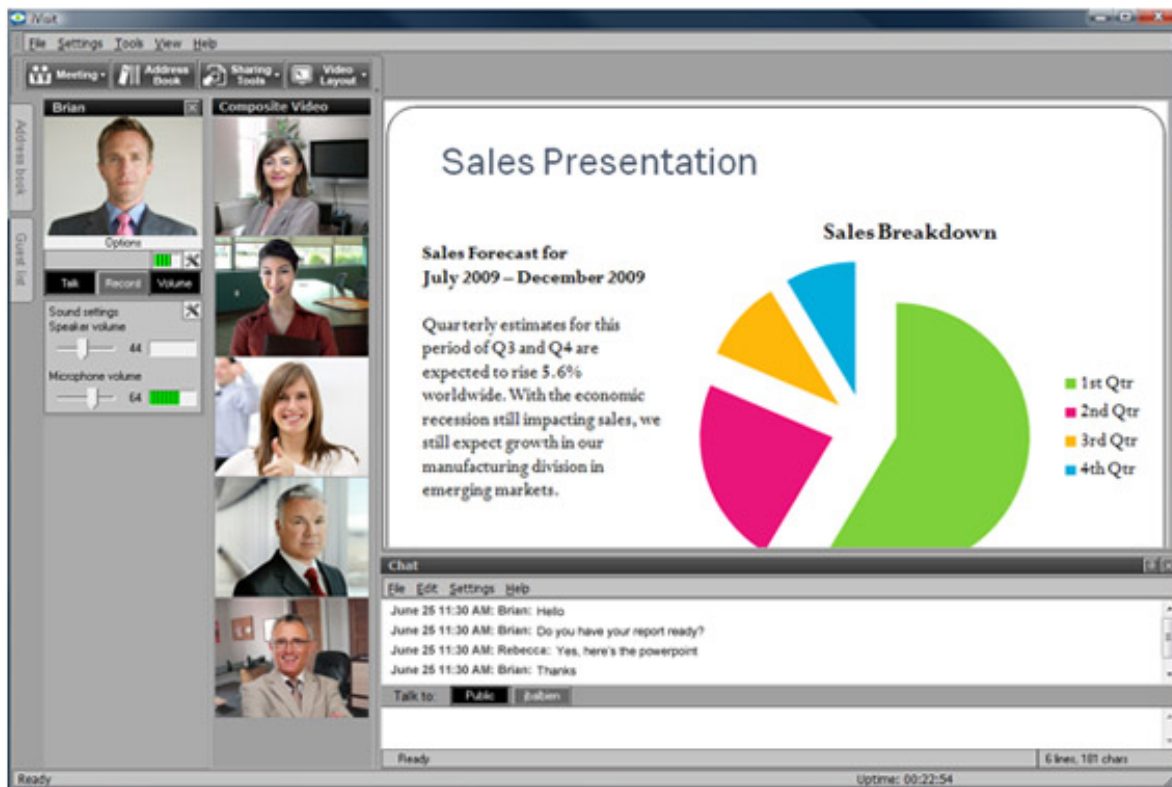 iVisit
File Settings Tools View Help
Meeting
Address Book
Sharing Tools
Video Layout
Address book
Guest list
Brian
Options
Talk Record Volume
Sound settings
Speaker volume
44
Microphone volume
64
Composite Video
Sales Presentation
Sales Forecast for
July 2009 – December 2009
Quarterly estimates for this
period of Q3 and Q4 are
expected to rise 5.6%
worldwide. With the economic
recession still impacting sales, we
still expect growth in our
manufacturing division in
emerging markets.
Sales Breakdown
1st Qtr
2nd Qtr
3rd Qtr
4th Qtr
Chat
File Edit Settings Help
June 25 11:30 AM: Brian: Hello
June 25 11:30 AM: Brian: Do you have your report ready?
June 25 11:30 AM: Rebecca: Yes, here's the powerpoint
June 25 11:30 AM: Brian: Thanks
Talk to: Public
Ready
6 lines, 181 chars
Ready
Uptime: 00:22:54